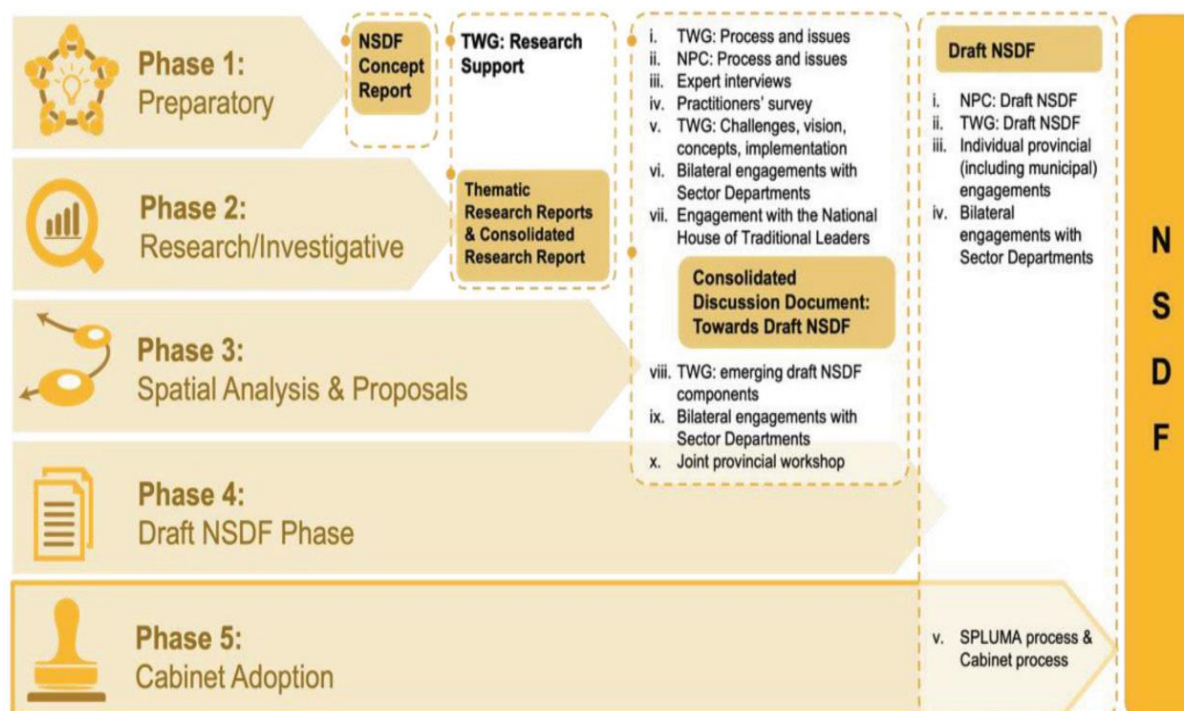 Phase 1:
Preparatory
NSDF
Concept
Report
TWG: Research
Support
i. TWG: Process and issues
ii. NPC: Process and issues
iii. Expert interviews
iv. Practitioners' survey
v. TWG: Challenges, vision,
concepts, implementation
vi. Bilateral engagements with
Sector Departments
vii. Engagement with the National
House of Traditional Leaders
Draft NSDF
i. NPC: Draft NSDF
ii. TWG: Draft NSDF
iii. Individual provincial
(including municipal)
engagements
iv. Bilateral
engagements with
Sector Departments
Phase 2:
Research/Investigative
Thematic
Research Reports
& Consolidated
Research Report
Consolidated
Discussion Document:
Towards Draft NSDF
Phase 3:
Spatial Analysis & Proposals
viii. TWG: emerging draft NSDF
components
ix. Bilateral engagements with
Sector Departments
x. Joint provincial workshop
Phase 4:
Draft NSDF Phase
Phase 5:
Cabinet Adoption
v. SPLUMA process &
Cabinet process
N
S
D
F